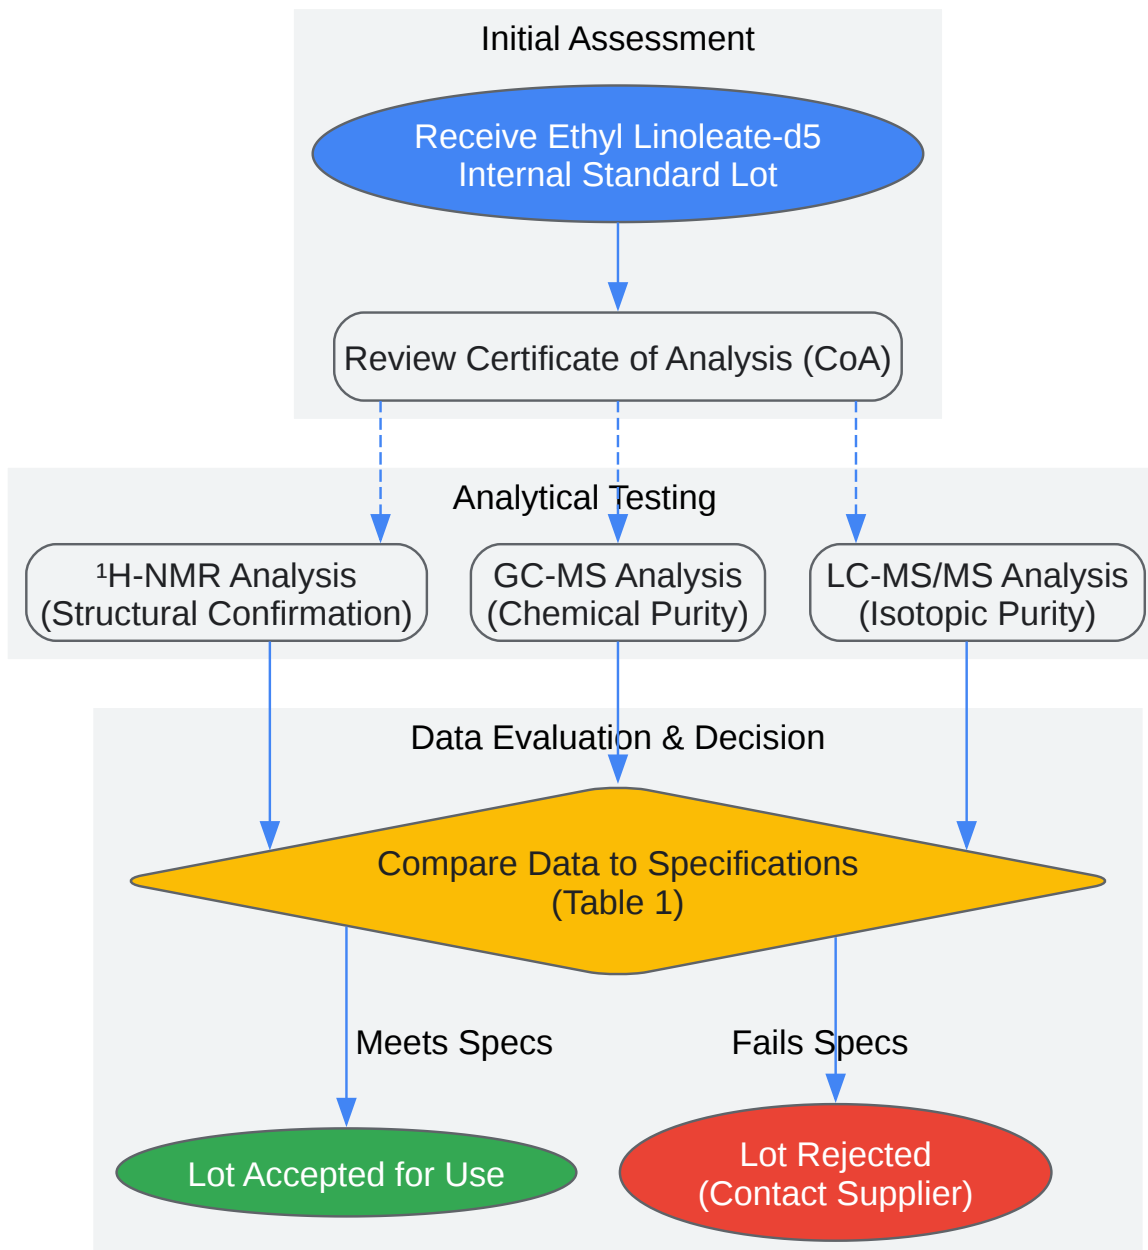 Initial Assessment
Receive Ethyl Linoleate-d5
Internal Standard Lot
Review Certificate of Analysis (CoA)
Analytical Testing
¹H-NMR Analysis
(Structural Confirmation)
GC-MS Analysis
(Chemical Purity)
LC-MS/MS Analysis
(Isotopic Purity)
Data Evaluation & Decision
Compare Data to Specifications
(Table 1)
Meets Specs
Fails Specs
Lot Accepted for Use
Lot Rejected
(Contact Supplier)